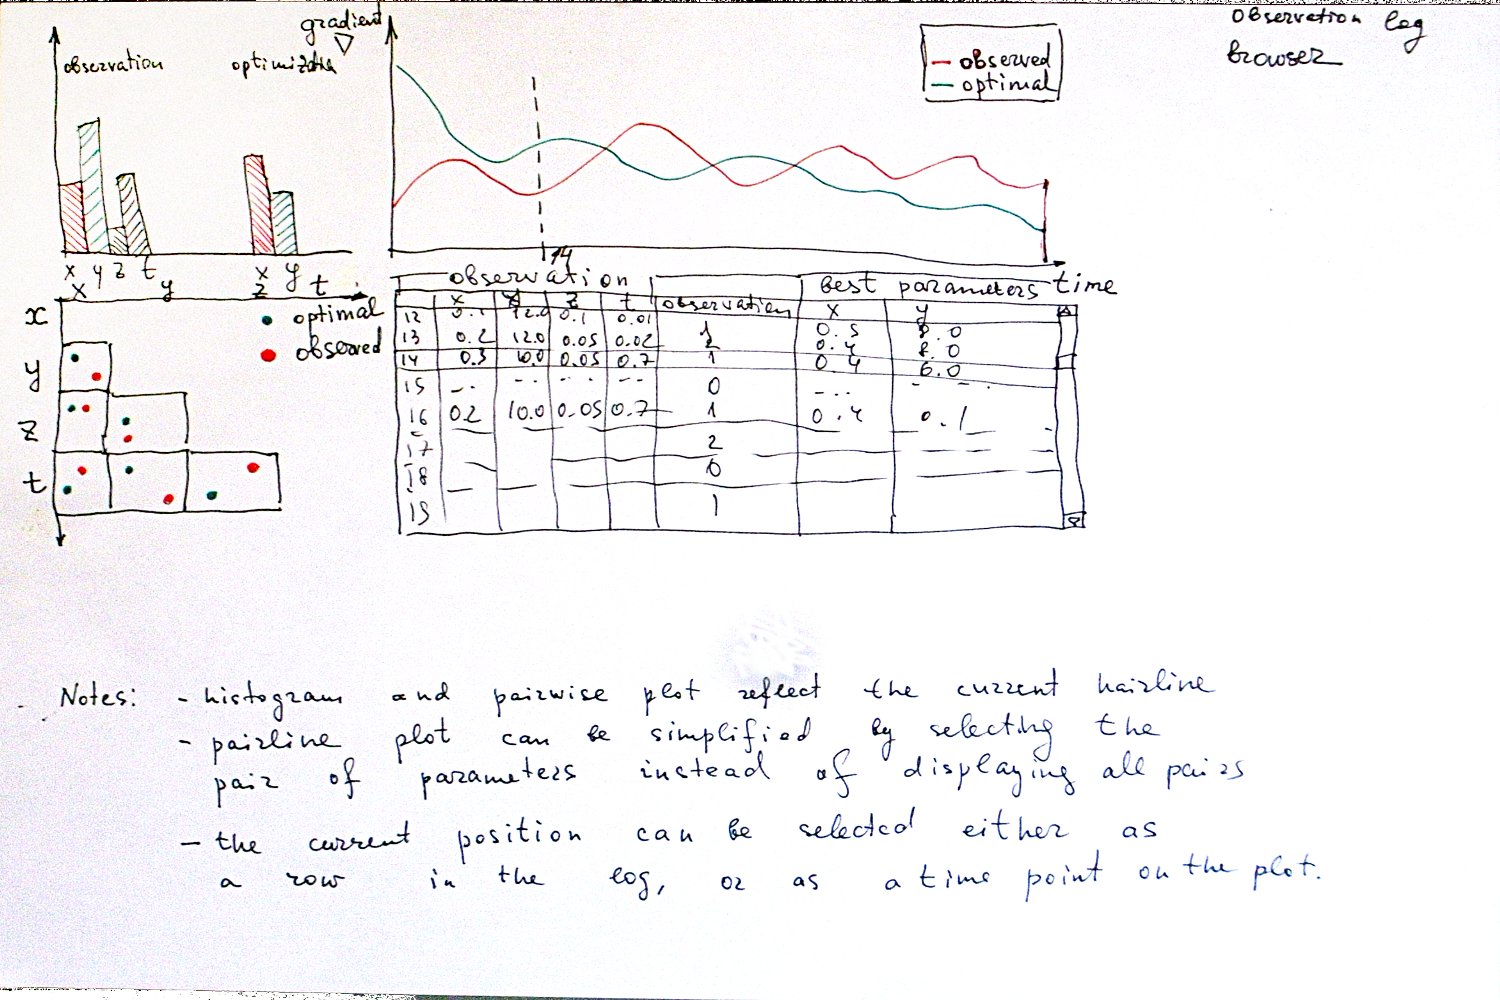 observation log
browser
gradient ▽
observation
optimization
x y z t
x y
observed
optimal
14
time
x y z t
x
y
z
t
optimal
observed
observation
best parameters
x y z t observation x y
12 0.1 12.0 0.1 0.01 1 0.5 8.0
13 0.2 12.0 0.05 0.02 2 0.4 8.0
14 0.3 10.0 0.05 0.7 1 0.4 6.0
15 -.. ... ... ... 0 -... - - .
16 0.2 10.0 0.05 0.7 1 0.4 0.1
17 2
18 0
19 1
Notes: - histogram and pairwise plot reflect the current hairline
- pairline plot can be simplified by selecting the
pair of parameters instead of displaying all pairs
- the current position can be selected either as
a row in the log, or as a time point on the plot.